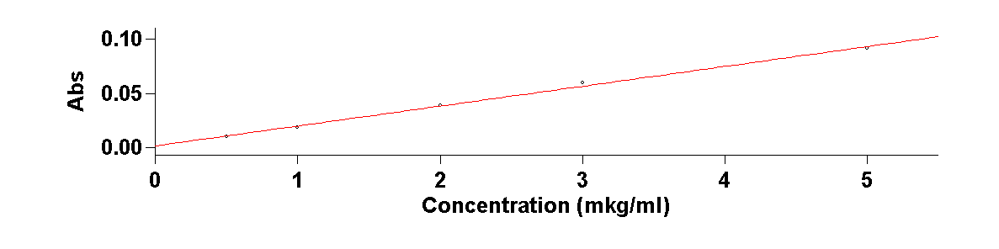 0.10
Abs
0.05
0.00
0 1 2 3 4 5
Concentration (mkg/ml)